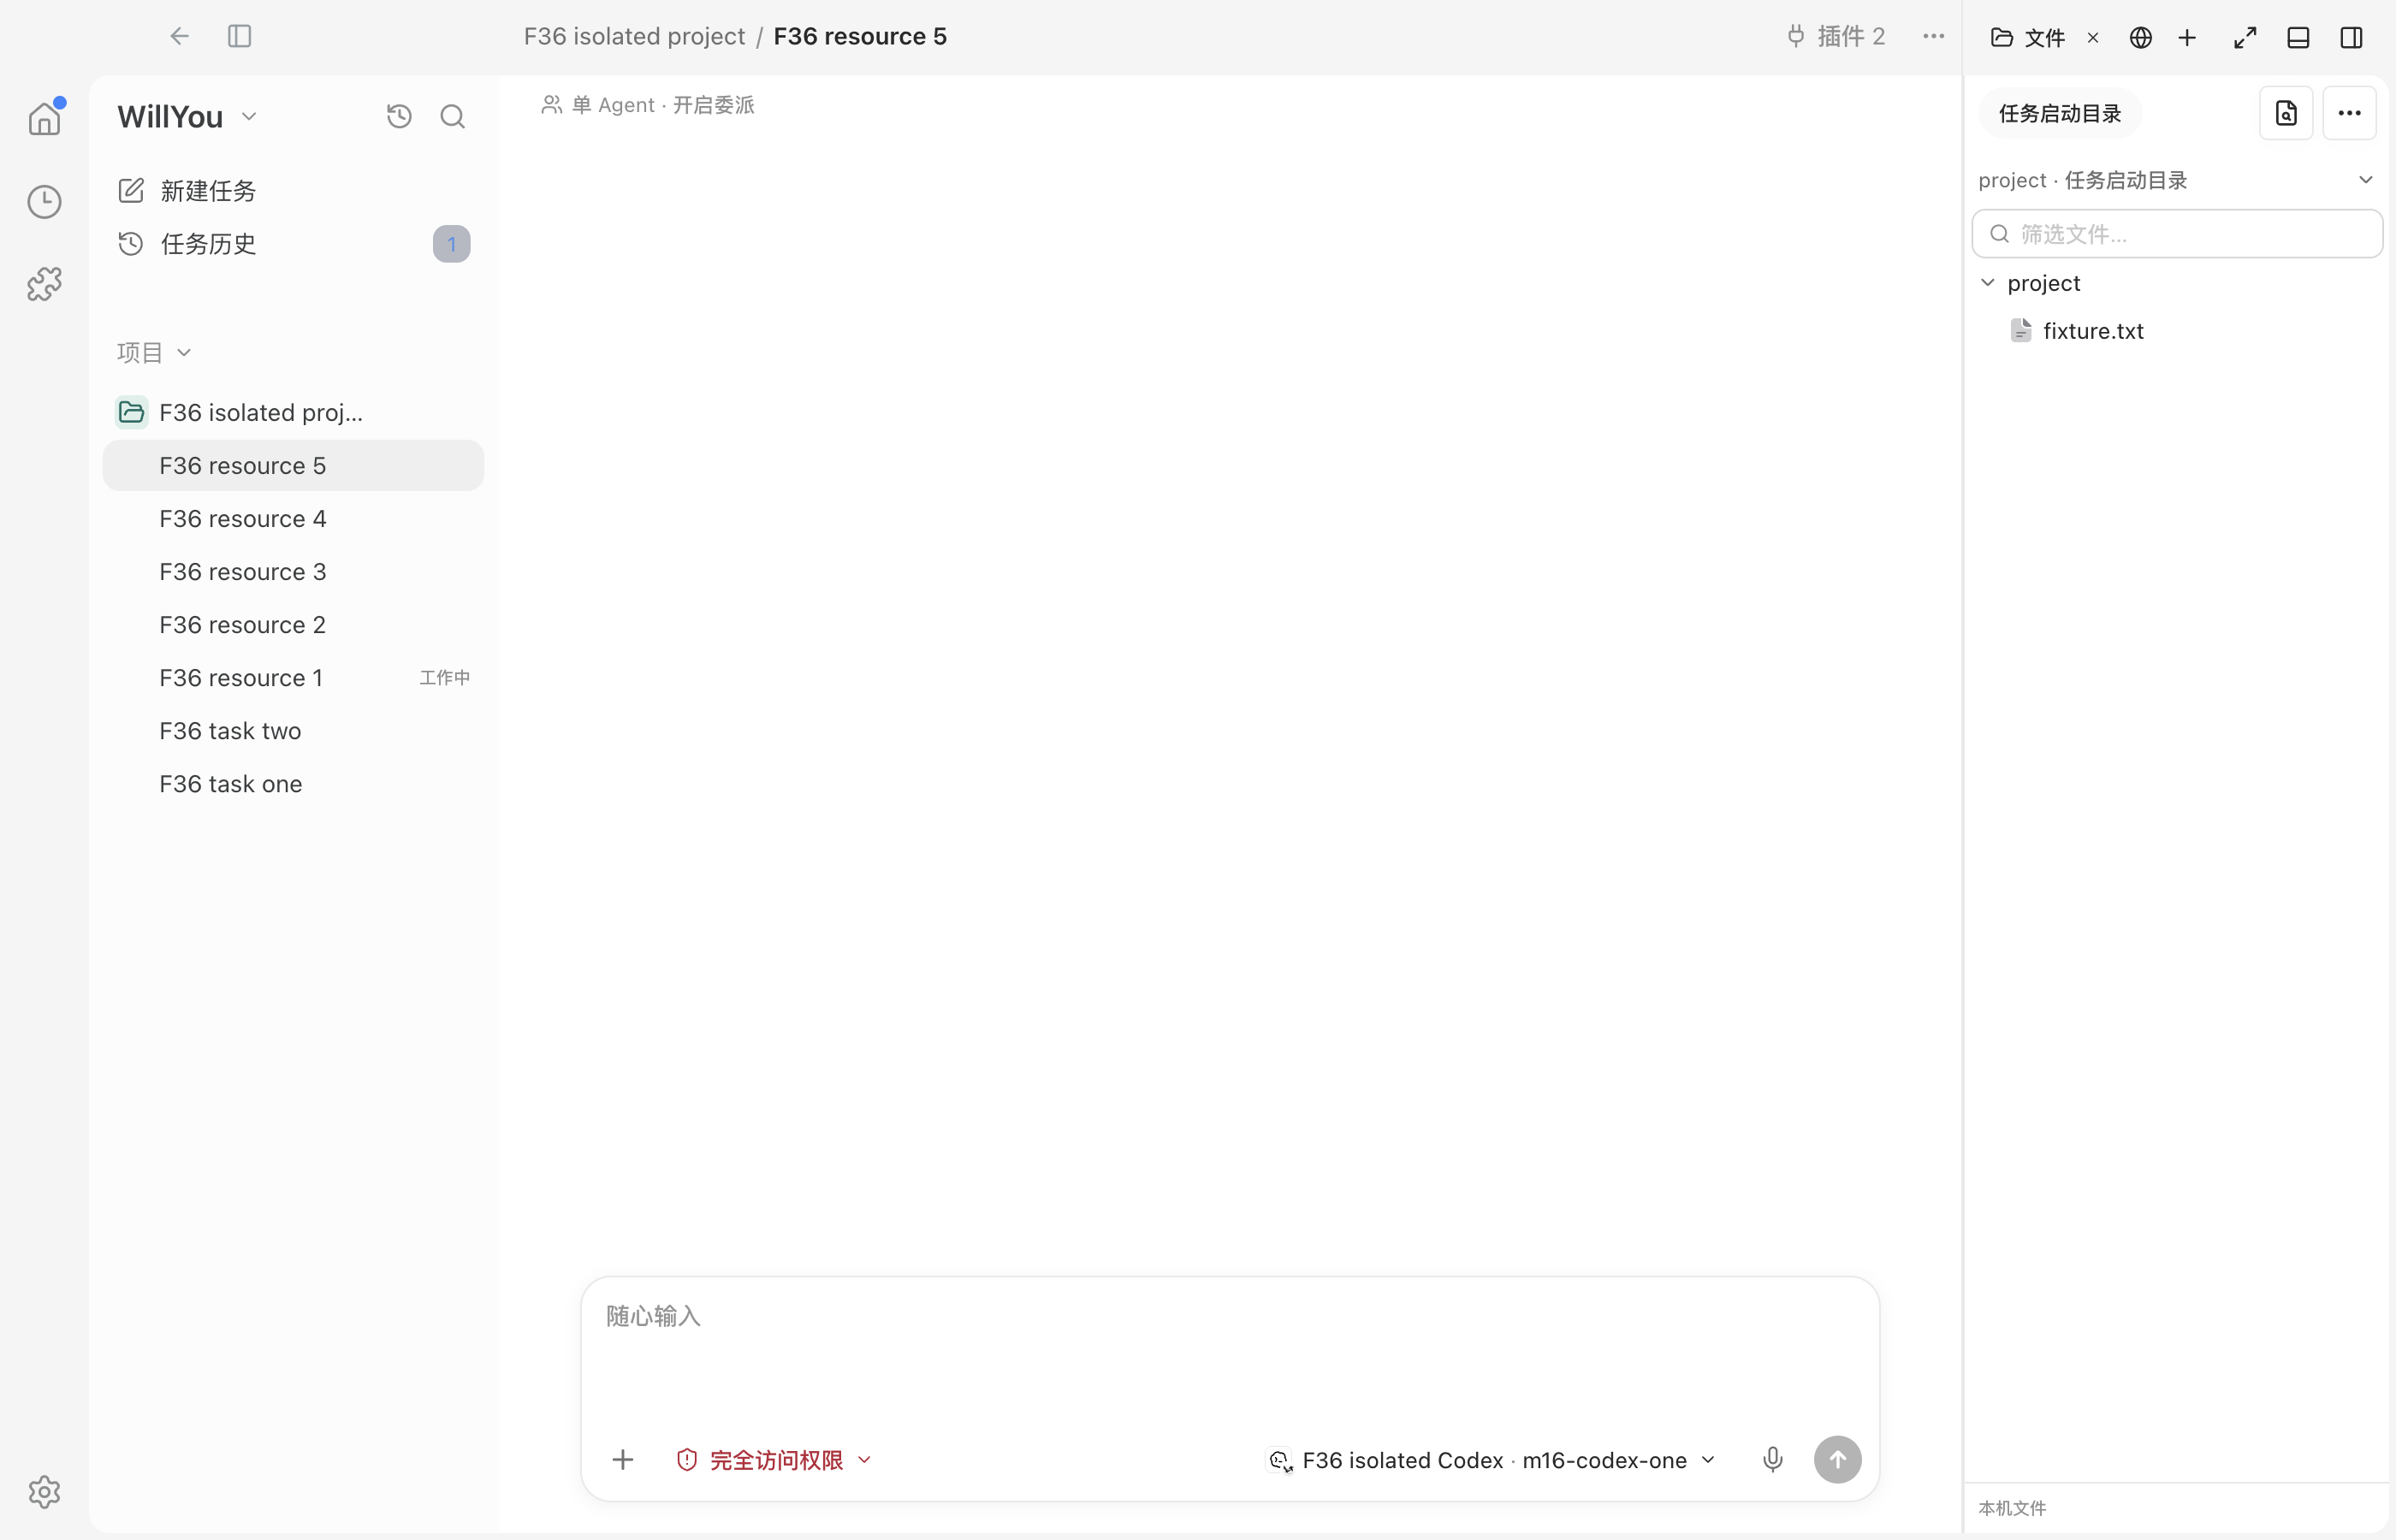 F36 isolated project / F36 resource 5
插件 2
文件
WillYou
新建任务
任务历史
1
项目
F36 isolated proj...
F36 resource 5
F36 resource 4
F36 resource 3
F36 resource 2
F36 resource 1
工作中
F36 task two
F36 task one
单 Agent · 开启委派
随心输入
完全访问权限
F36 isolated Codex · m16-codex-one
任务启动目录
project · 任务启动目录
筛选文件...
project
fixture.txt
本机文件